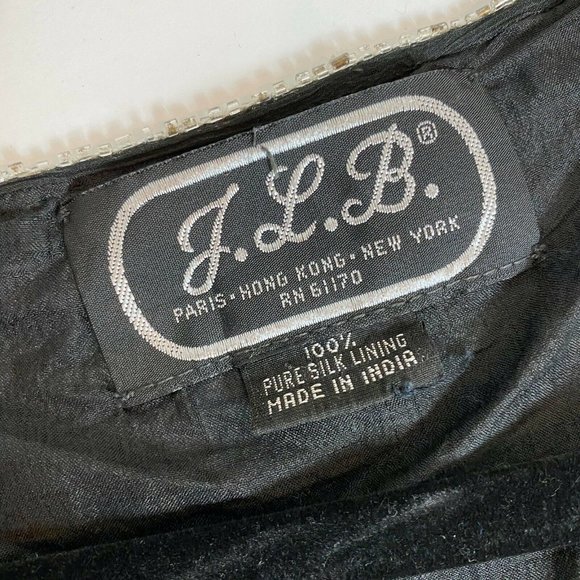 J.L.B.®
PARIS • HONG KONG • NEW YORK
RN 61170
100%
PURE SILK LINING
MADE IN INDIA